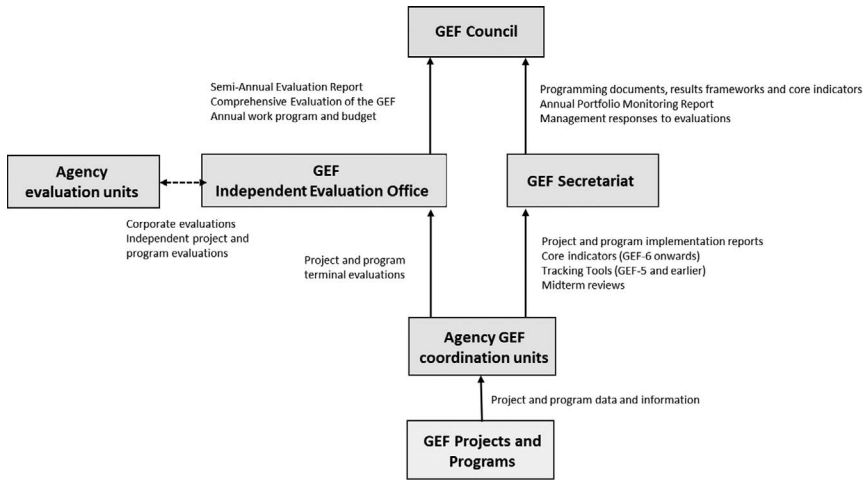 GEF Council
Semi-Annual Evaluation Report
Comprehensive Evaluation of the GEF
Annual work program and budget
Programming documents, results frameworks and core indicators
Annual Portfolio Monitoring Report
Management responses to evaluations
Agency
evaluation units
GEF
Independent Evaluation Office
GEF Secretariat
Corporate evaluations
Independent project and
program evaluations
Project and program
terminal evaluations
Project and program implementation reports
Core indicators (GEF-6 onwards)
Tracking Tools (GEF-5 and earlier)
Midterm reviews
Agency GEF
coordination units
Project and program data and information
GEF Projects and
Programs